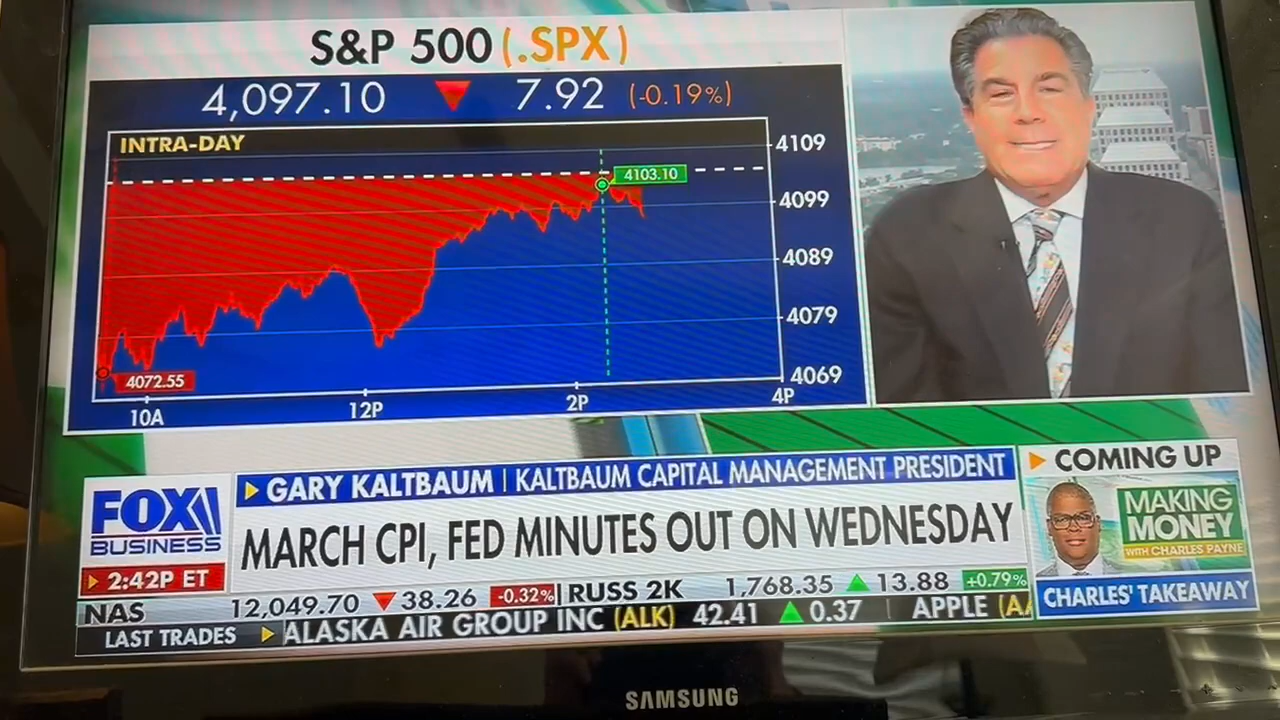 S&P 500 (.SPX)
4,097.10 ▼ 7.92 (-0.19%)
INTRA-DAY
4109
4103.10
4099
4089
4079
4072.55
4069
10A 12P 2P 4P
GARY KALTBAUM | KALTBAUM CAPITAL MANAGEMENT PRESIDENT
MARCH CPI, FED MINUTES OUT ON WEDNESDAY
FOX
BUSINESS
2:42P ET
COMING UP
MAKING
MONEY
WITH CHARLES PAYNE
CHARLES' TAKEAWAY
NAS 12,049.70 ▼ 38.26 -0.32% | RUSS 2K 1,768.35 ▲ 13.88 +0.79%
LAST TRADES ALASKA AIR GROUP INC (ALK) 42.41 ▲ 0.37 | APPLE (AA
SAMSUNG